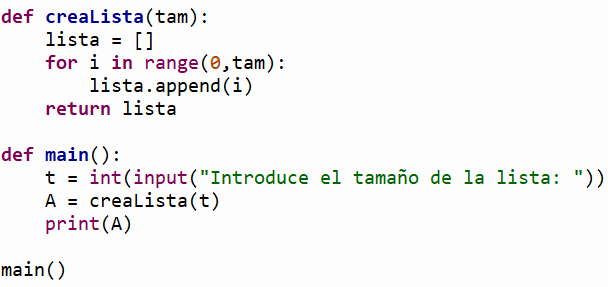 def creaLista(tam):
    lista = []
    for i in range(0,tam):
        lista.append(i)
    return lista

def main():
    t = int(input("Introduce el tamaño de la lista: "))
    A = creaLista(t)
    print(A)

main()